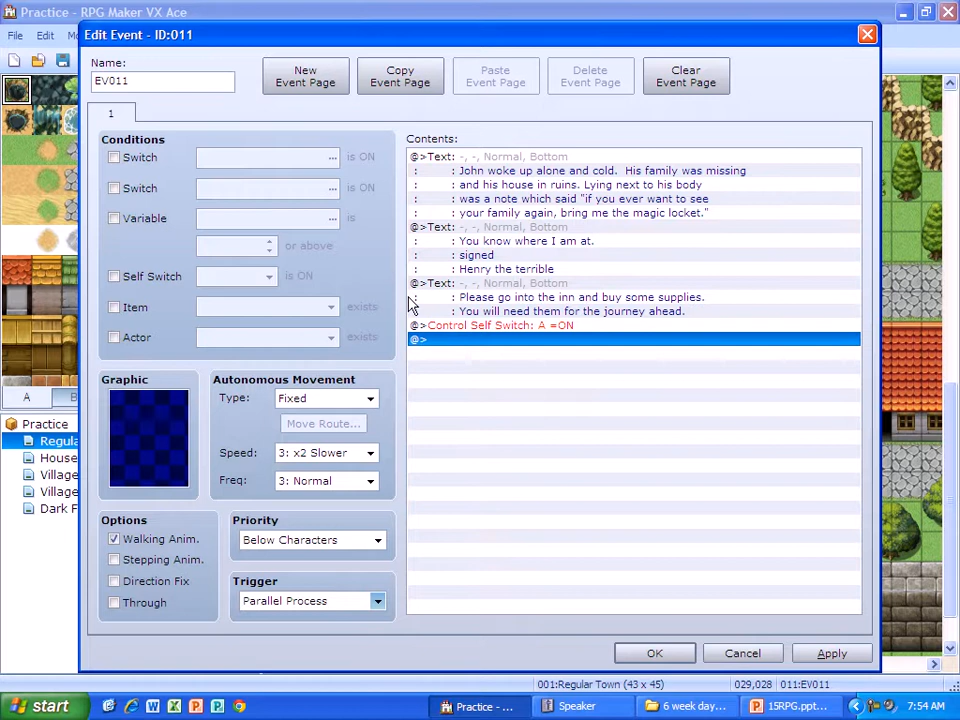 Practice - RPG Maker VX Ace
File Edit
Edit Event - ID:011
Name:
EV011
New Event Page
Copy Event Page
Paste Event Page
Delete Event Page
Clear Event Page
1
Conditions
Switch ... is ON
Switch ... is ON
Variable ... is
or above
Self Switch is ON
Item exists
Actor exists
Graphic
Autonomous Movement
Type: Fixed
Move Route...
Speed: 3: x2 Slower
Freq: 3: Normal
Options
Walking Anim.
Stepping Anim.
Direction Fix
Through
Priority
Below Characters
Trigger
Parallel Process
Contents:
@>Text: -, -, Normal, Bottom
: : John woke up alone and cold.  His family was missing
: : and his house in ruins. Lying next to his body
: : was a note which said "if you ever want to see
: : your family again, bring me the magic locket."
@>Text: -, -, Normal, Bottom
: : You know where I am at.
: : signed
: : Henry the terrible
@>Text: -, -, Normal, Bottom
: : Please go into the inn and buy some supplies.
: : You will need them for the journey ahead.
@>Control Self Switch: A =ON
@>
OK Cancel Apply
A
Practice
Regula
House
Village
Village
Dark F
001:Regular Town (43 x 45) 029,028 011:EV011
start Practice - ... Speaker 6 week day... 15RPG.ppt... 7:54 AM